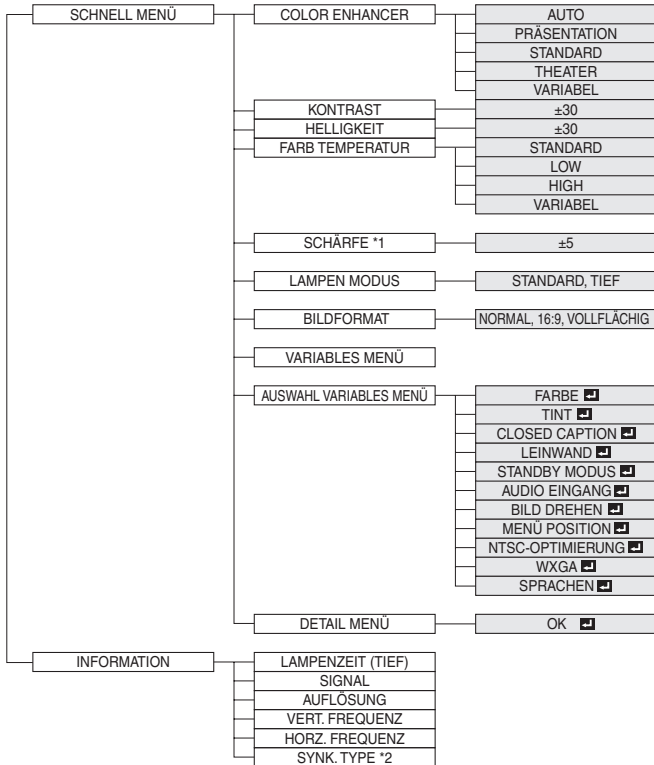 SCHNELL MENÜ
COLOR ENHANCER
AUTO
PRÄSENTATION
STANDARD
THEATER
VARIABEL
KONTRAST
±30
HELLIGKEIT
±30
FARB TEMPERATUR
STANDARD
LOW
HIGH
VARIABEL
SCHÄRFE *1
±5
LAMPEN MODUS
STANDARD, TIEF
BILDFORMAT
NORMAL, 16:9, VOLLFLÄCHIG
VARIABLES MENÜ
AUSWAHL VARIABLES MENÜ
FARBE
TINT
CLOSED CAPTION
LEINWAND
STANDBY MODUS
AUDIO EINGANG
BILD DREHEN
MENÜ POSITION
NTSC-OPTIMIERUNG
WXGA
SPRACHEN
DETAIL MENÜ
OK
INFORMATION
LAMPENZEIT (TIEF)
SIGNAL
AUFLÖSUNG
VERT. FREQUENZ
HORZ. FREQUENZ
SYNK. TYPE *2